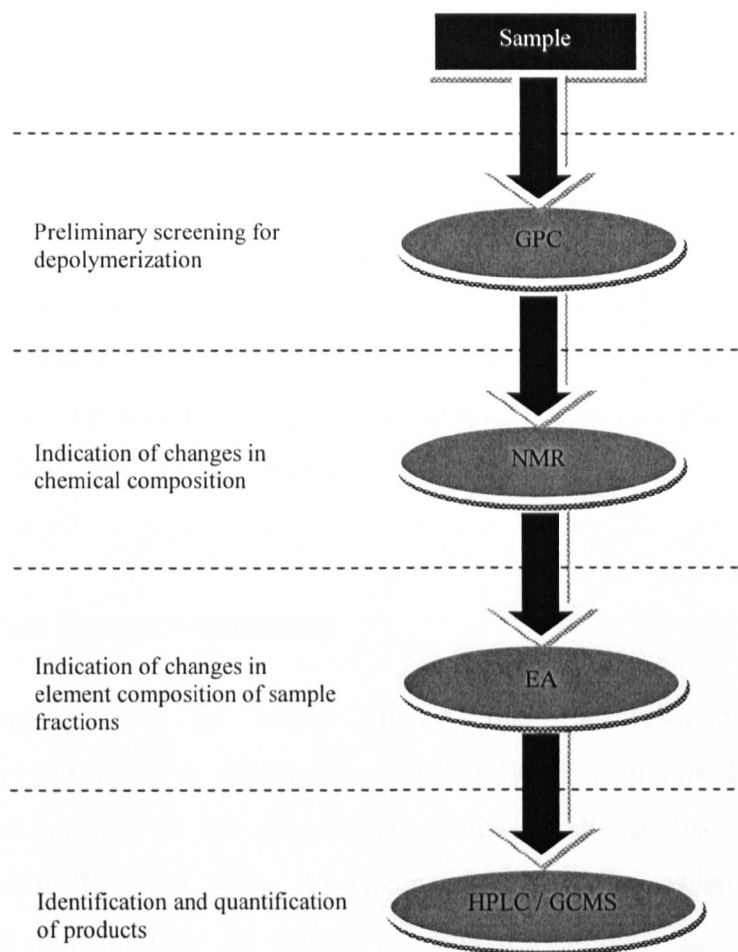 Sample
Preliminary screening for
depolymerization
GPC
Indication of changes in
chemical composition
NMR
Indication of changes in
element composition of sample
fractions
EA
Identification and quantification
of products
HPLC / GCMS